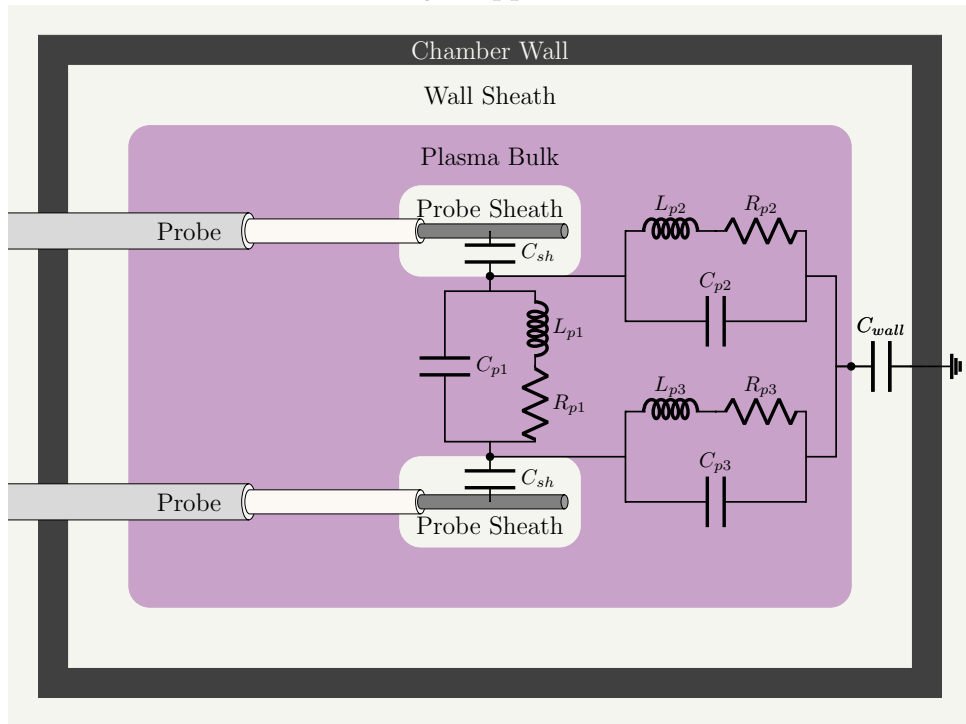 Chamber Wall
Wall Sheath
Plasma Bulk
Probe Sheath
L_{p2}
R_{p2}
Probe
C_{sh}
C_{p2}
L_{p1}
C_{wall}
C_{p1}
L_{p3}
R_{p3}
R_{p1}
C_{p3}
C_{sh}
Probe
Probe Sheath